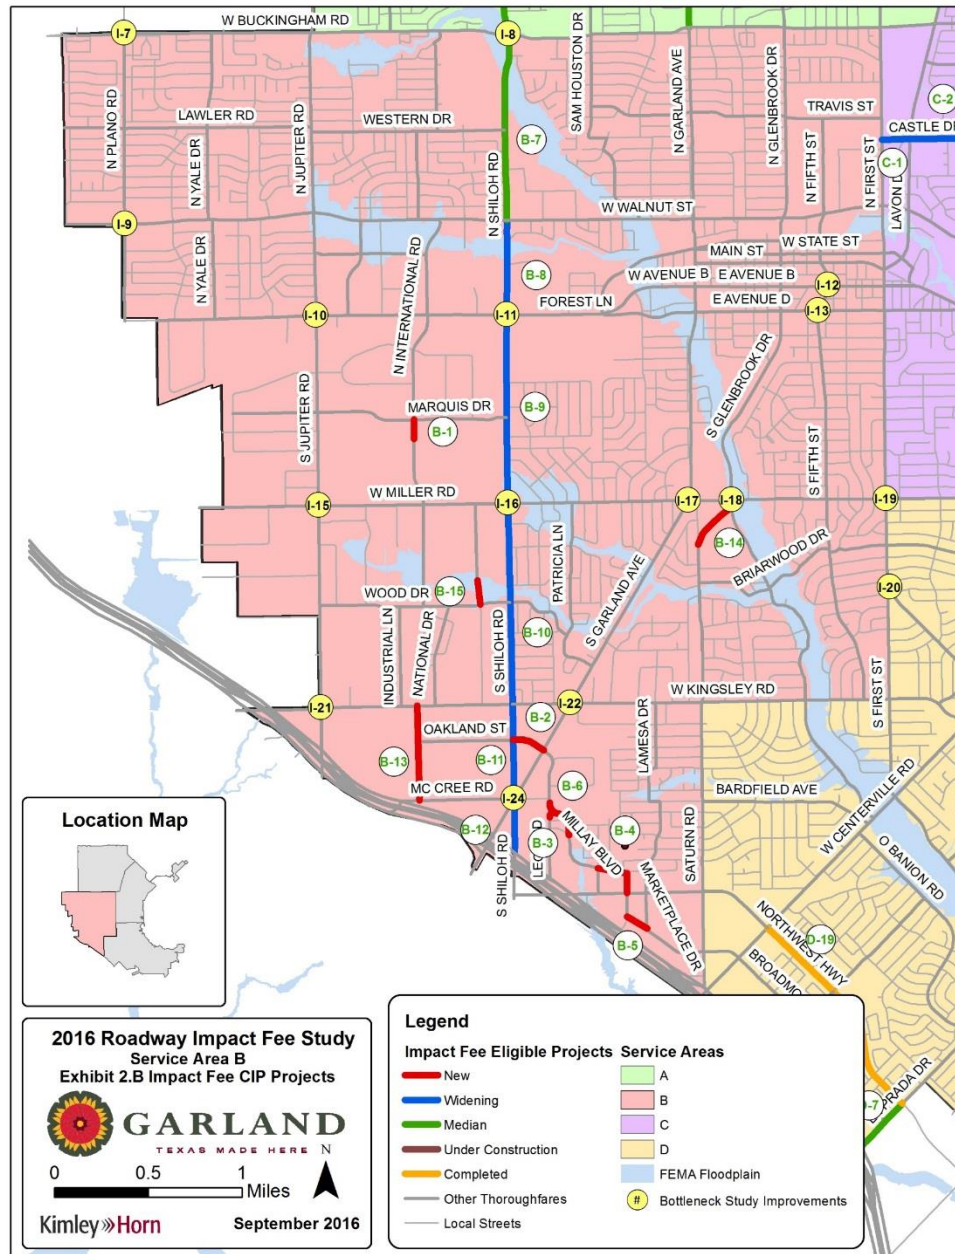 W BUCKINGHAM RD
I-7
I-8
N PLANO RD
LAWLER RD
N YALE DR
N JUPITER RD
WESTERN DR
N SHILOH RD
B-7
SAM HOUSTON DR
N GARLAND AVE
N GLENBROOK DR
TRAVIS ST
N FIFTH ST
N FIRST ST
C-2
CASTLE DR
C-1
I-9
N YALE DR
N INTERNATIONAL RD
W WALNUT ST
MAIN ST
W STATE ST
W AVENUE B
E AVENUE B
B-8
I-12
FOREST LN
E AVENUE D
I-10
I-11
I-13
S JUPITER RD
MARQUIS DR
B-1
B-9
S GLENBROOK DR
S FIFTH ST
W MILLER RD
I-15
I-16
I-17
I-18
I-19
B-14
PATRICIA LN
BRIARWOOD DR
B-15
WOOD DR
I-20
INDUSTRIAL LN
NATIONAL DR
S SHILOH RD
B-10
S GARLAND AVE
W KINGSLEY RD
S FIRST ST
I-21
I-22
B-2
OAKLAND ST
LAMESA DR
B-13
B-11
MC CREE RD
B-6
I-24
BARDFIELD AVE
W CENTERVILLE RD
B-12
B-3
MILLAY BLVD
B-4
SATURN RD
O BANION RD
S SHILOH RD
MARKETPLACE DR
B-5
NORTHWEST HWY
D-19
Location Map
2016 Roadway Impact Fee Study
Service Area B
Exhibit 2.B Impact Fee CIP Projects
GARLAND
TEXAS MADE HERE
N
0 0.5 1
Miles
Kimley»Horn
September 2016
Legend
Impact Fee Eligible Projects
New
Widening
Median
Under Construction
Completed
Other Thoroughfares
Local Streets
Service Areas
A
B
C
D
FEMA Floodplain
# Bottleneck Study Improvements